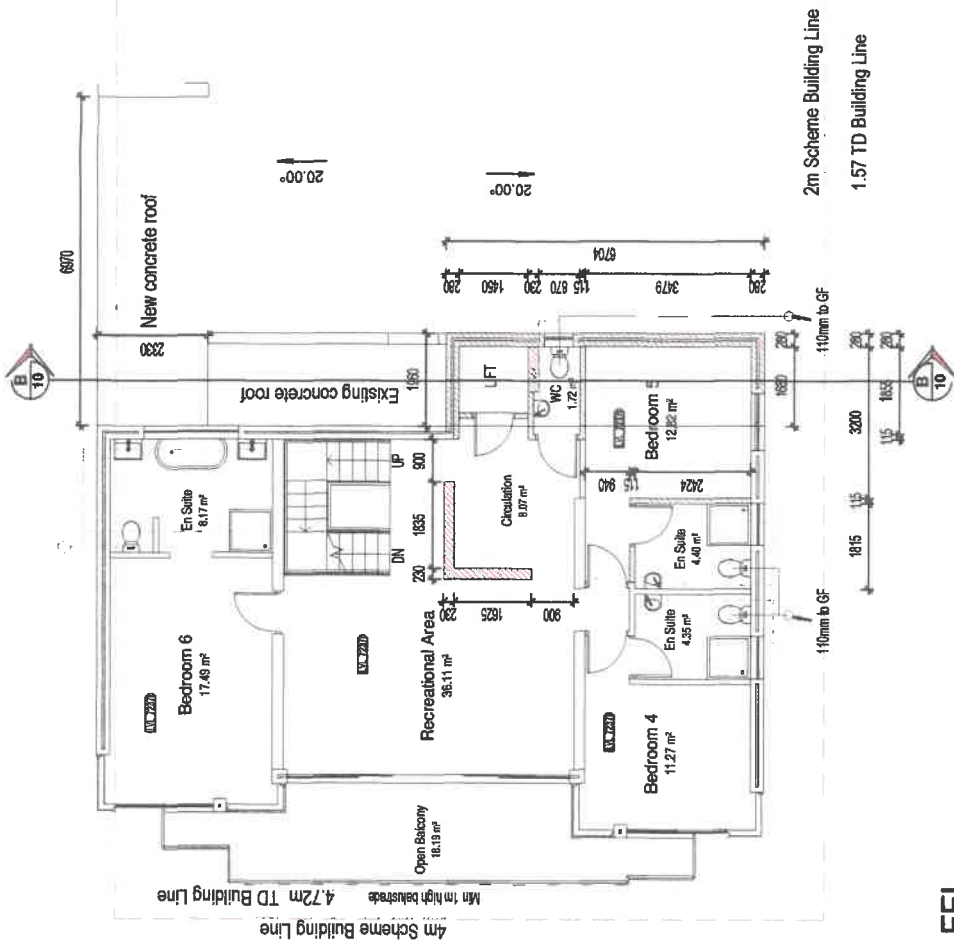 6970
New concrete roof
2330
20.00°
20.00°
B
10
Existing concrete roof
1960
280
1450
230
870
115
3479
280
6704
2m Scheme Building Line
1.57 TD Building Line
En Suite
8.17 m²
Bedroom 6
17.49 m²
UP
DN
900
1835
230
LIFT
WC
1.72 m²
Circulation
8.07 m²
230
1625
900
Recreational Area
36.11 m²
Bedroom 5
12.82 m²
940
115
2424
En Suite
4.40 m²
En Suite
4.35 m²
Bedroom 4
11.27 m²
Open Balcony
18.19 m²
Min 1m high balustrade
4.72m TD Building Line
4m Scheme Building Line
110mm to GF
110mm to GF
1680
280
3200
280
1815
115
115
1855
280
B
10